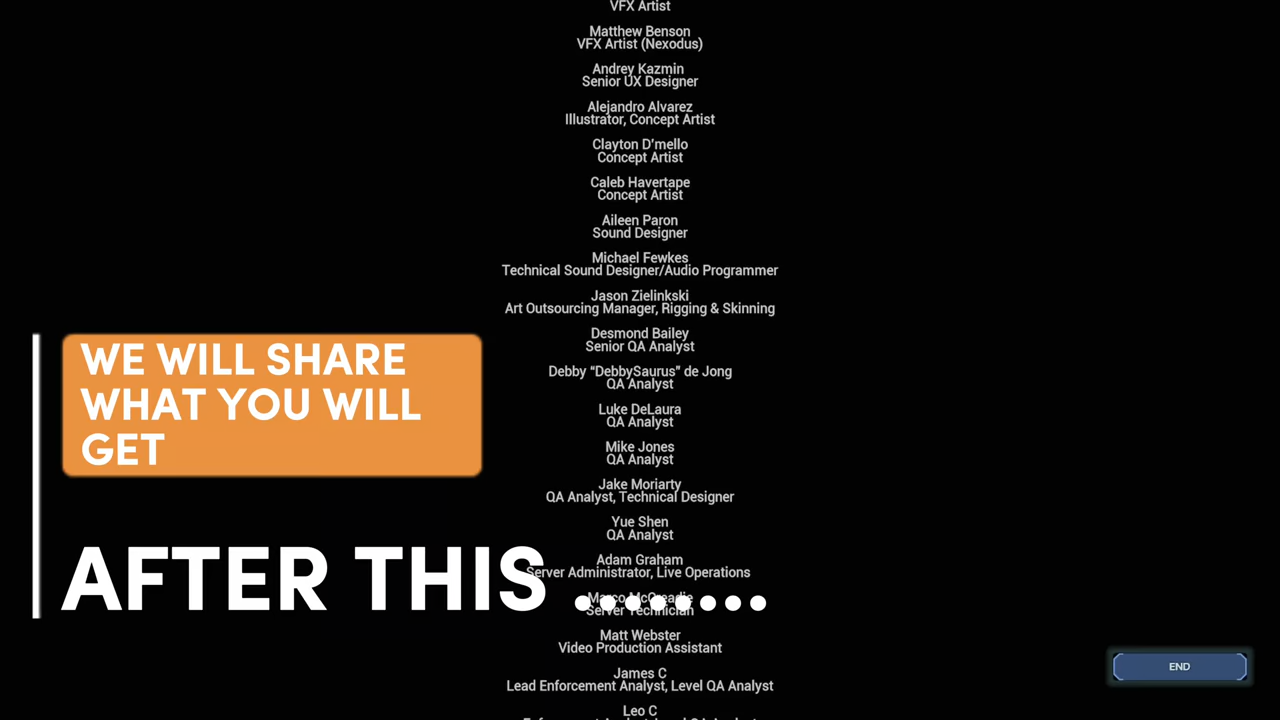 VFX Artist
Matthew Benson
VFX Artist (Nexodus)
Andrey Kazmin
Senior UX Designer
Alejandro Alvarez
Illustrator, Concept Artist
Clayton D'mello
Concept Artist
Caleb Havertape
Concept Artist
Aileen Paron
Sound Designer
Michael Fewkes
Technical Sound Designer/Audio Programmer
Jason Zielinkski
Art Outsourcing Manager, Rigging & Skinning
Desmond Bailey
Senior QA Analyst
Debby “DebbySaurus” de Jong
QA Analyst
Luke DeLaura
QA Analyst
Mike Jones
QA Analyst
Jake Moriarty
QA Analyst, Technical Designer
Yue Shen
QA Analyst
Adam Graham
Server Administrator, Live Operations
Marco McCreadie
Server Technician
Matt Webster
Video Production Assistant
James C
Lead Enforcement Analyst, Level QA Analyst
Leo C
WE WILL SHARE
WHAT YOU WILL
GET
AFTER THIS ........
END